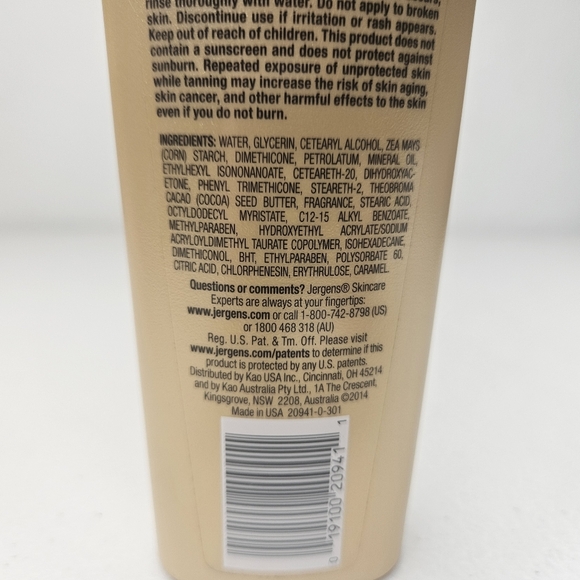 rinse thoroughly with water. Do not apply to broken
skin. Discontinue use if irritation or rash appears.
Keep out of reach of children. This product does not
contain a sunscreen and does not protect against
sunburn. Repeated exposure of unprotected skin
while tanning may increase the risk of skin aging,
skin cancer, and other harmful effects to the skin
even if you do not burn.
INGREDIENTS: WATER, GLYCERIN, CETEARYL ALCOHOL, ZEA MAYS
(CORN) STARCH, DIMETHICONE, PETROLATUM, MINERAL OIL,
ETHYLHEXYL ISONONANOATE, CETEARETH-20, DIHYDROXYAC-
ETONE, PHENYL TRIMETHICONE, STEARETH-2, THEOBROMA
CACAO (COCOA) SEED BUTTER, FRAGRANCE, STEARIC ACID,
OCTYLDODECYL MYRISTATE, C12-15 ALKYL BENZOATE,
METHYLPARABEN, HYDROXYETHYL ACRYLATE/SODIUM
ACRYLOYLDIMETHYL TAURATE COPOLYMER, ISOHEXADECANE,
DIMETHICONOL, BHT, ETHYLPARABEN, POLYSORBATE 60,
CITRIC ACID, CHLORPHENESIN, ERYTHRULOSE, CARAMEL.
Questions or comments? Jergens® Skincare
Experts are always at your fingertips:
www.jergens.com or call 1-800-742-8798 (US)
or 1800 468 318 (AU)
Reg. U.S. Pat. & Tm. Off. Please visit
www.jergens.com/patents to determine if this
product is protected by any U.S. patents.
Distributed by Kao USA Inc., Cincinnati, OH 45214
and by Kao Australia Pty Ltd., 1A The Crescent,
Kingsgrove, NSW 2208, Australia ©2014
Made in USA 20941-0-301
0 19100 20941 1